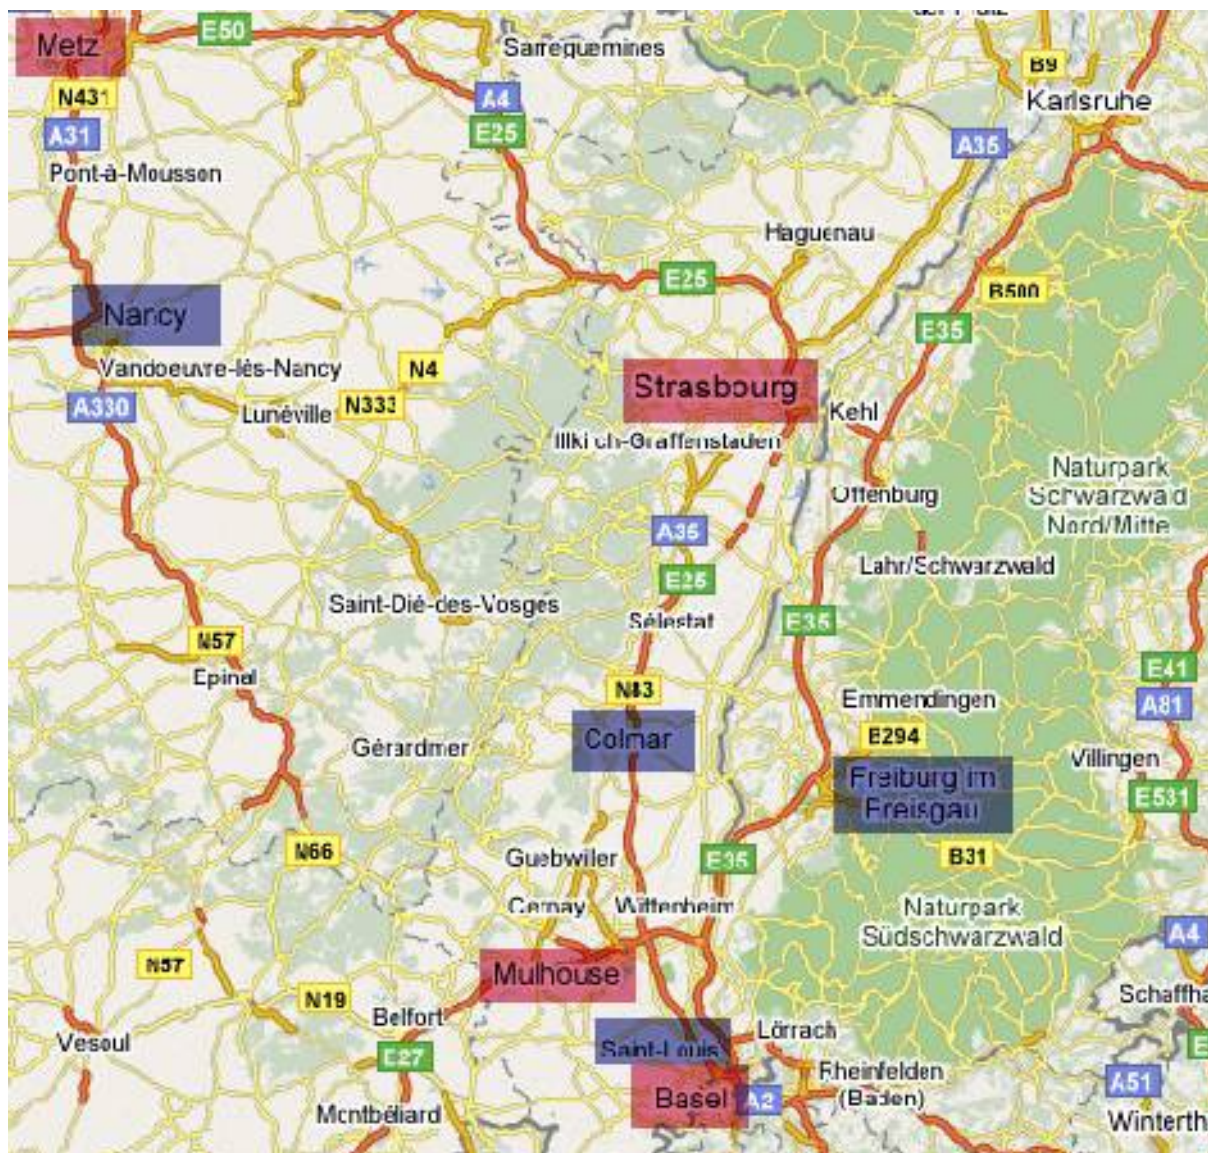 E50
Metz
Sarreguemines
B9
N431
A4
Karlsruhe
A31
E25
A35
Pont-à-Mousson
Haguenau
E25
B500
Nancy
E35
Vandoeuvre-lés-Nancy
N4
Strasbourg
A330
Lunéville
N333
Kehl
Illkirch-Graffenstaden
Naturpark
Schwarzwald
Nord/Mitte
Offenburg
A35
Lahr/Schwarzwald
E25
Saint-Dié-des-Vosges
Sélestat
E35
N57
Epinal
E41
N83
Emmendingen
A81
E294
Colmar
Gérardmer
Villingen
Freiburg im
Freisgau
E531
N66
Guebwiler
E35
B31
Cernay
Wittenheim
Naturpark
Südschwarzwald
A4
N57
Mulhouse
N19
Schaffha
Belfort
Vesoul
Saint-Louis
Lörrach
E27
E
Rheinfelden
(Baden)
A51
Basel
A2
Montbéliard
Winterth